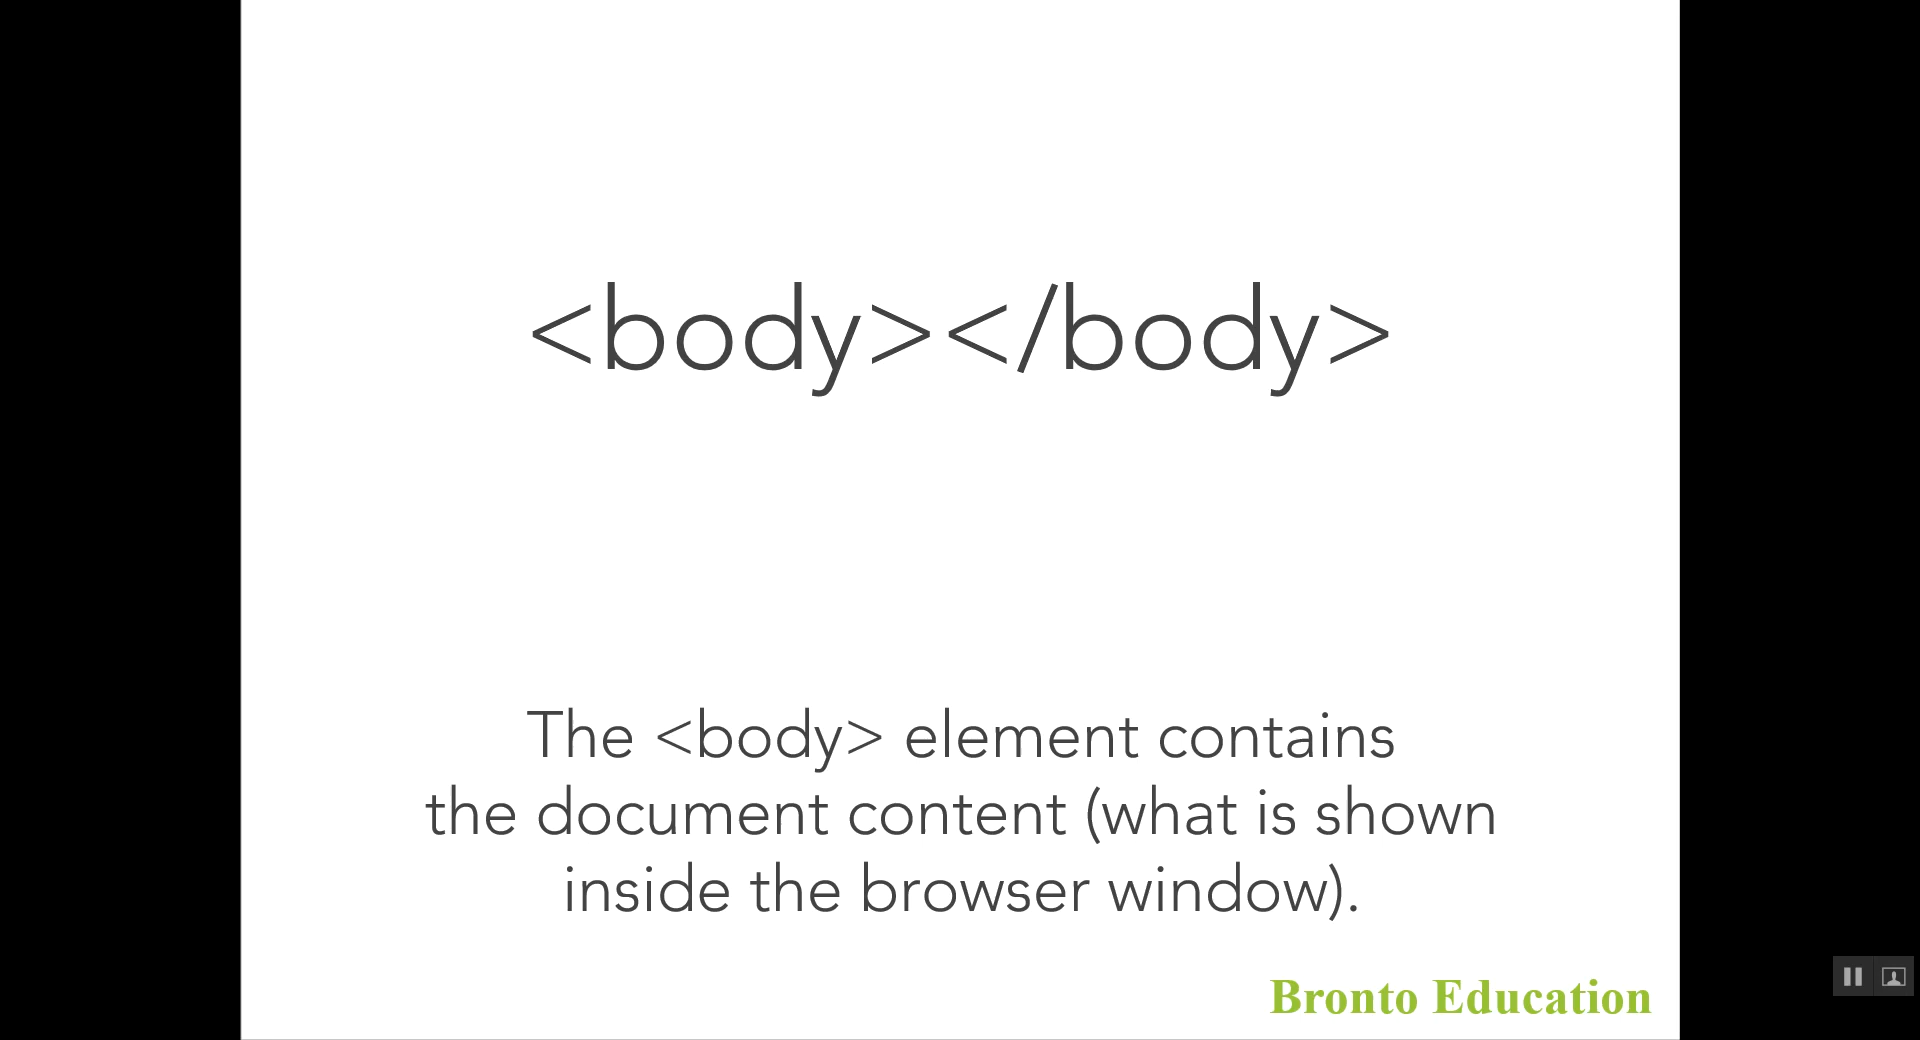 <body></body>
The <body> element contains
the document content (what is shown
inside the browser window).
Bronto Education